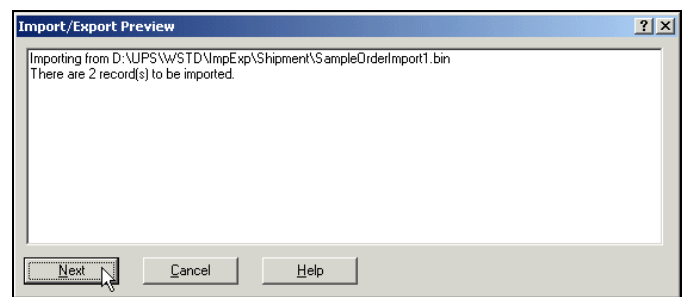 Import/Export Preview
Importing from D:\UPS\WSTD\ImpExp\Shipment\SampleOrderImport1.bin
There are 2 record(s) to be imported.
Next Cancel Help